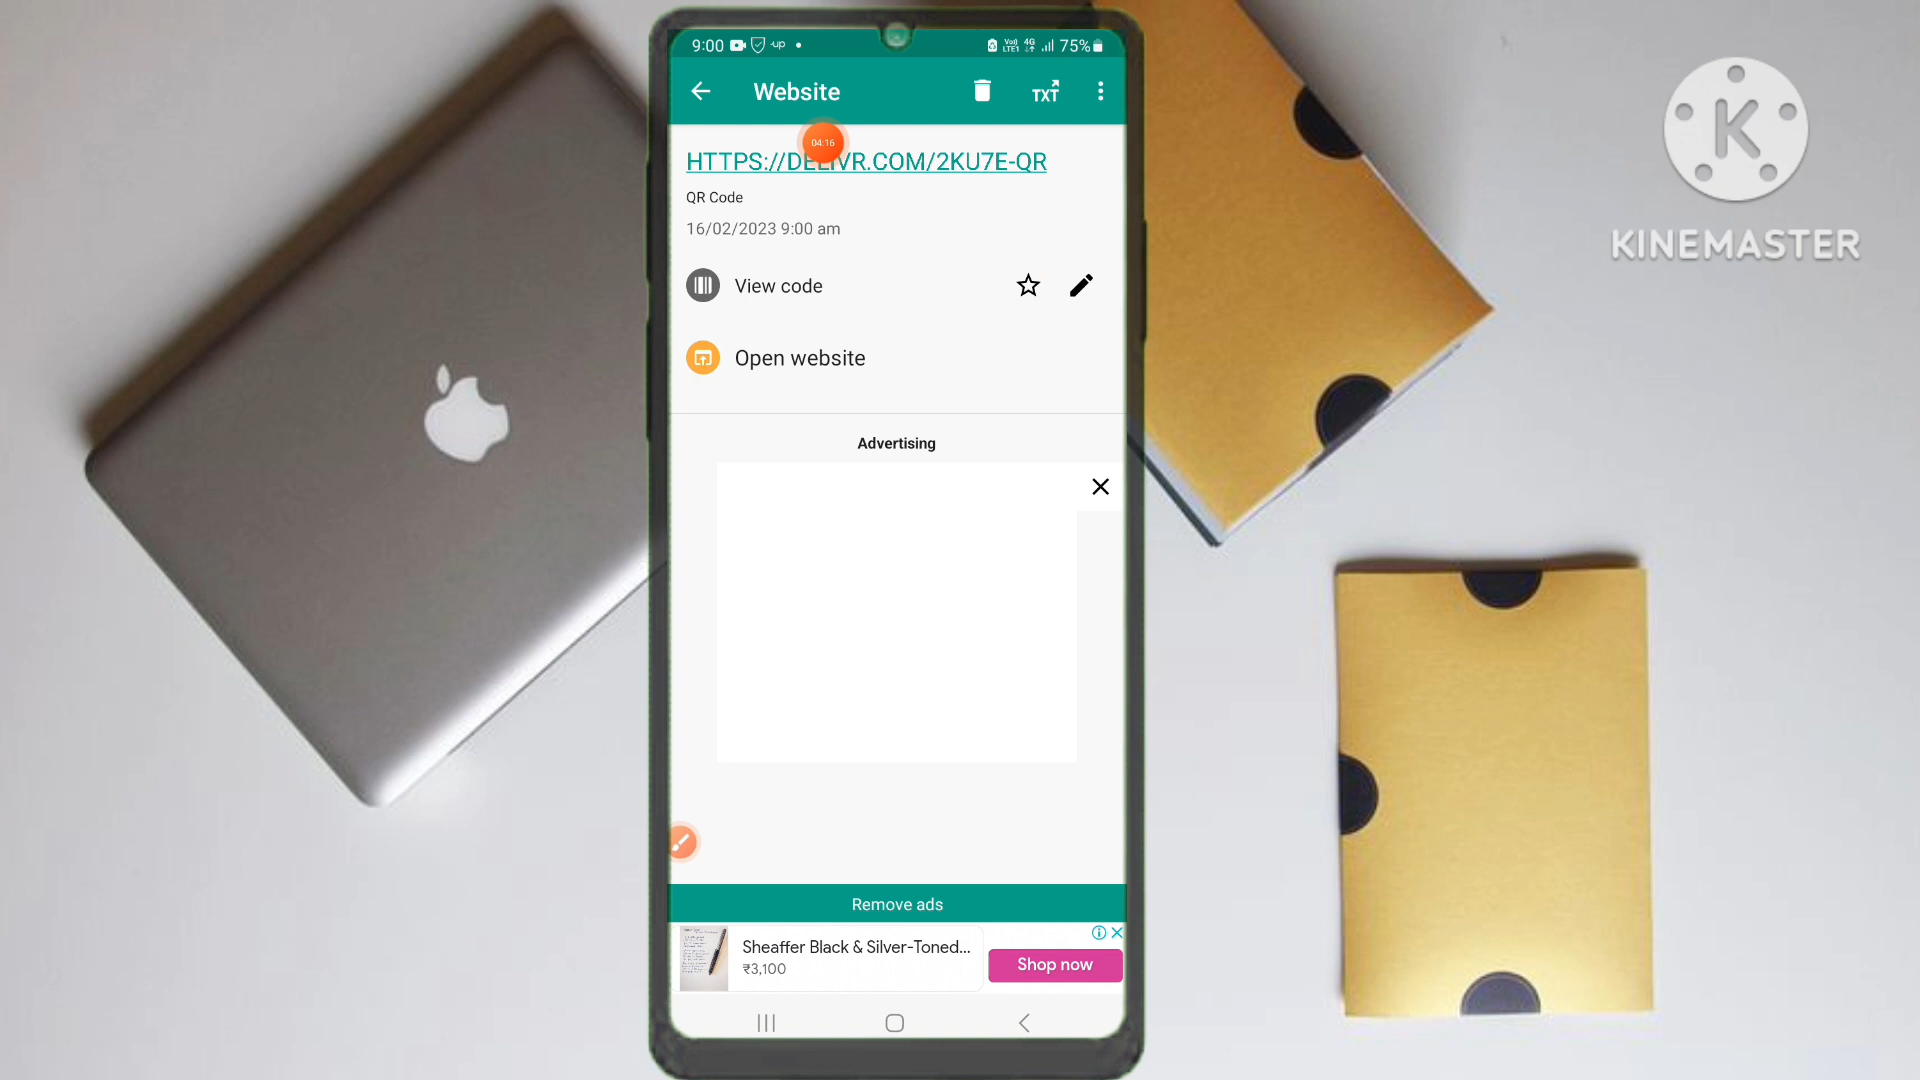 9:00
75%
Website
TXT
04:16
HTTPS://DELIVR.COM/2KU7E-QR
QR Code
16/02/2023 9:00 am
View code
Open website
Advertising
Remove ads
Sheaffer Black & Silver-Toned...
₹3,100
Shop now
K
KINEMASTER